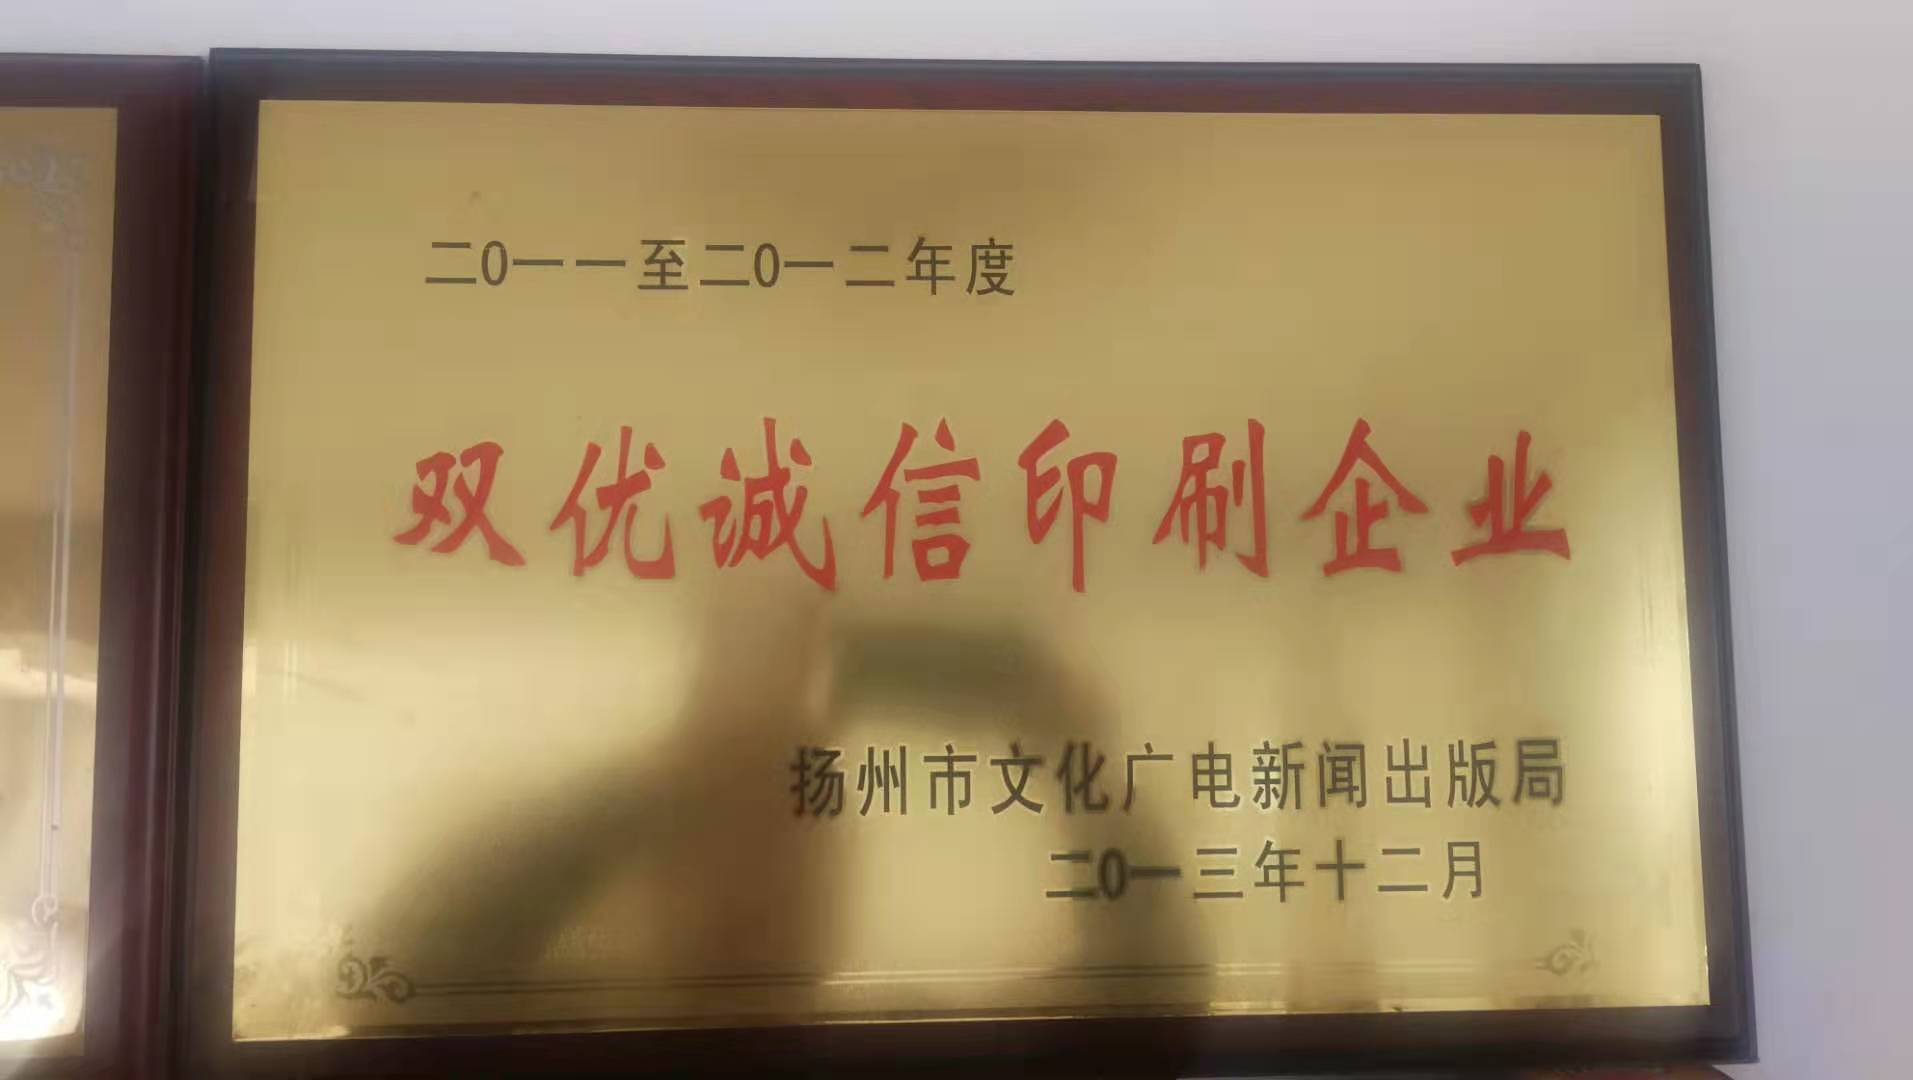 二0一一至二0一二年度
双优诚信印刷企业
扬州市文化广电新闻出版局
二0一三年十二月